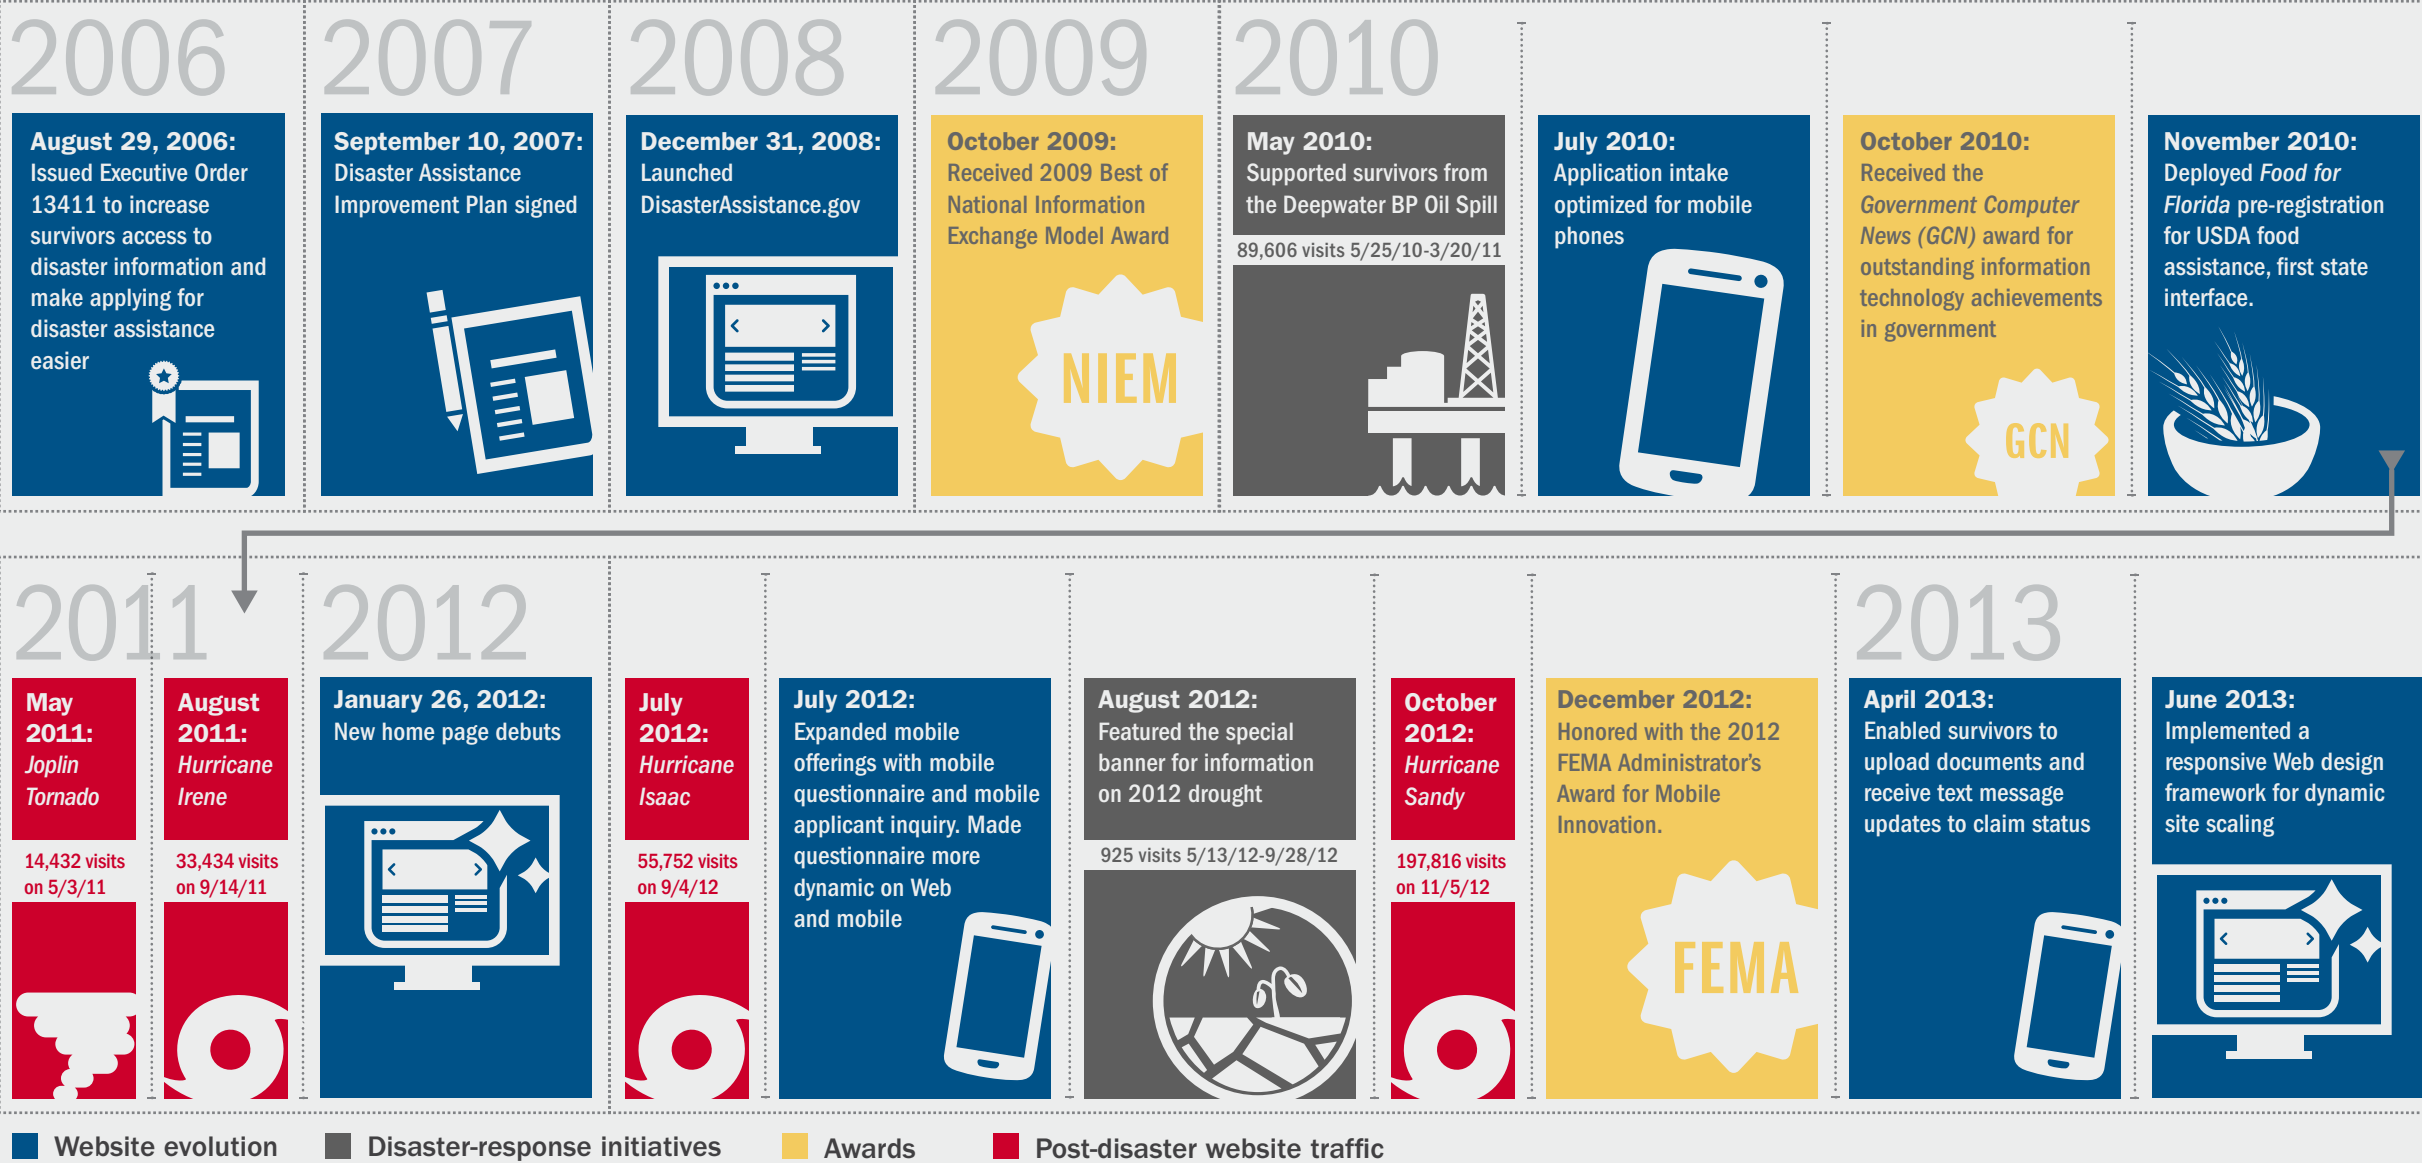 2006
August 29, 2006:
Issued Executive Order
13411 to increase
survivors access to
disaster information and
make applying for
disaster assistance
easier
2007
September 10, 2007:
Disaster Assistance
Improvement Plan signed
2008
December 31, 2008:
Launched
DisasterAssistance.gov
2009
October 2009:
Received 2009 Best of
National Information
Exchange Model Award
NIEM
2010
May 2010:
Supported survivors from
the Deepwater BP Oil Spill
89,606 visits 5/25/10-3/20/11
July 2010:
Application intake
optimized for mobile
phones
October 2010:
Received the
Government Computer
News (GCN) award for
outstanding information
technology achievements
in government
GCN
November 2010:
Deployed Food for
Florida pre-registration
for USDA food
assistance, first state
interface.
2011
May
2011:
Joplin
Tornado
14,432 visits
on 5/3/11
August
2011:
Hurricane
Irene
33,434 visits
on 9/14/11
2012
January 26, 2012:
New home page debuts
July
2012:
Hurricane
Isaac
55,752 visits
on 9/4/12
July 2012:
Expanded mobile
offerings with mobile
questionnaire and mobile
applicant inquiry. Made
questionnaire more
dynamic on Web
and mobile
August 2012:
Featured the special
banner for information
on 2012 drought
925 visits 5/13/12-9/28/12
October
2012:
Hurricane
Sandy
197,816 visits
on 11/5/12
December 2012:
Honored with the 2012
FEMA Administrator's
Award for Mobile
Innovation.
FEMA
2013
April 2013:
Enabled survivors to
upload documents and
receive text message
updates to claim status
June 2013:
Implemented a
responsive Web design
framework for dynamic
site scaling
Website evolution
Disaster-response initiatives
Awards
Post-disaster website traffic